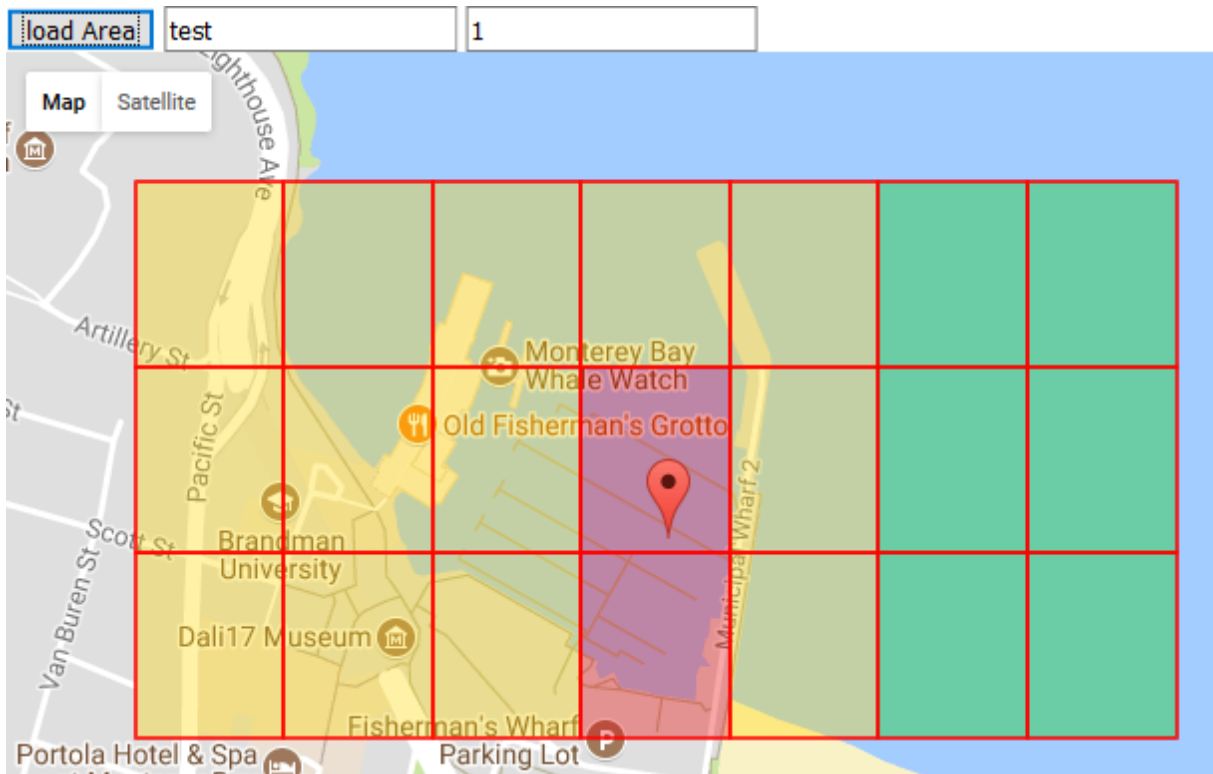 load Area
test
1
Lighthouse Ave
Map
Satellite
Artillery St
Monterey Bay
Whale Watch
St
Pacific St
Old Fisherman's Grotto
Municipal Wharf 2
Scott St
Brandman
University
Van Buren St
Dali17 Museum
Fisherman's Wharf
Parking Lot
P
Portola Hotel & Spa